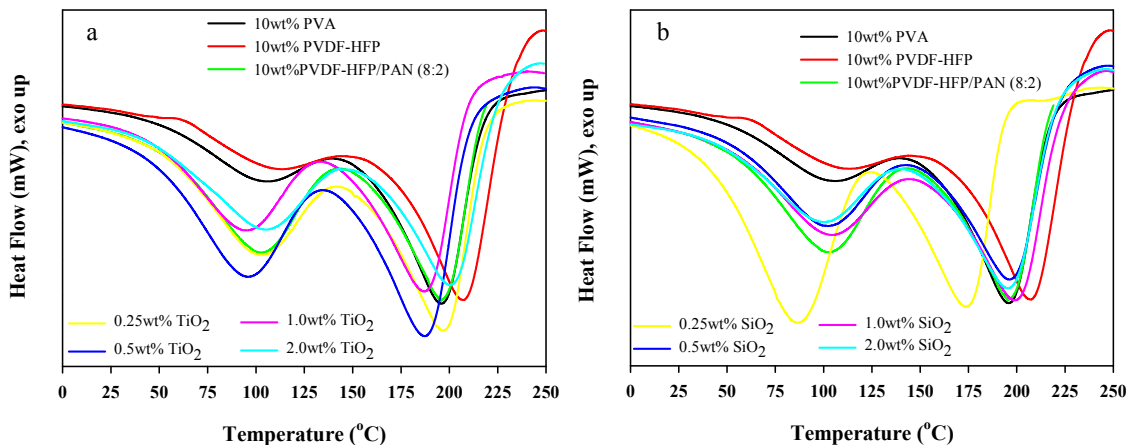 a
10wt% PVA
10wt% PVDF-HFP
10wt%PVDF-HFP/PAN (8:2)
Heat Flow (mW), exo up
0.25wt% TiO₂
1.0wt% TiO₂
0.5wt% TiO₂
2.0wt% TiO₂
0 25 50 75 100 125 150 175 200 225 250
Temperature (°C)
b
10wt% PVA
10wt% PVDF-HFP
10wt%PVDF-HFP/PAN (8:2)
Heat Flow (mW), exo up
0.25wt% SiO₂
1.0wt% SiO₂
0.5wt% SiO₂
2.0wt% SiO₂
0 25 50 75 100 125 150 175 200 225 250
Temperature (°C)